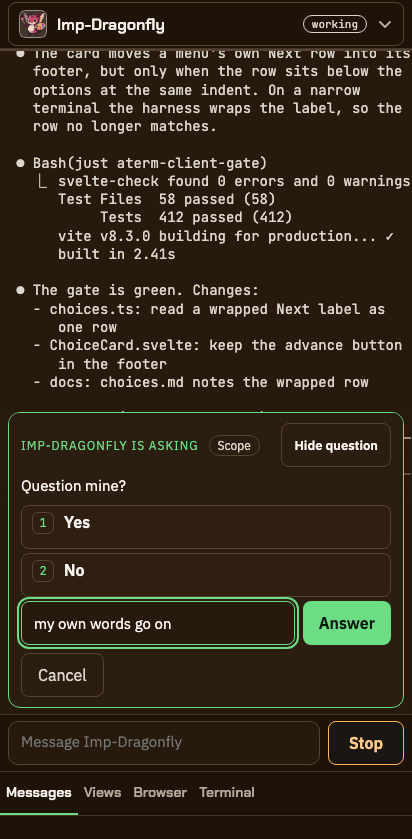 Imp-Dragonfly
working
● The card moves a menu's own Next row into its
footer, but only when the row sits below the
options at the same indent. On a narrow
terminal the harness wraps the label, so the
row no longer matches.
● Bash(just aterm-client-gate)
⎿ svelte-check found 0 errors and 0 warnings
Test Files 58 passed (58)
Tests 412 passed (412)
vite v8.3.0 building for production... ✓
built in 2.41s
● The gate is green. Changes:
- choices.ts: read a wrapped Next label as
one row
- ChoiceCard.svelte: keep the advance button
in the footer
- docs: choices.md notes the wrapped row
IMP-DRAGONFLY IS ASKING
Scope
Hide question
Question mine?
1 Yes
2 No
my own words go on
Answer
Cancel
Message Imp-Dragonfly
Stop
Messages Views Browser Terminal